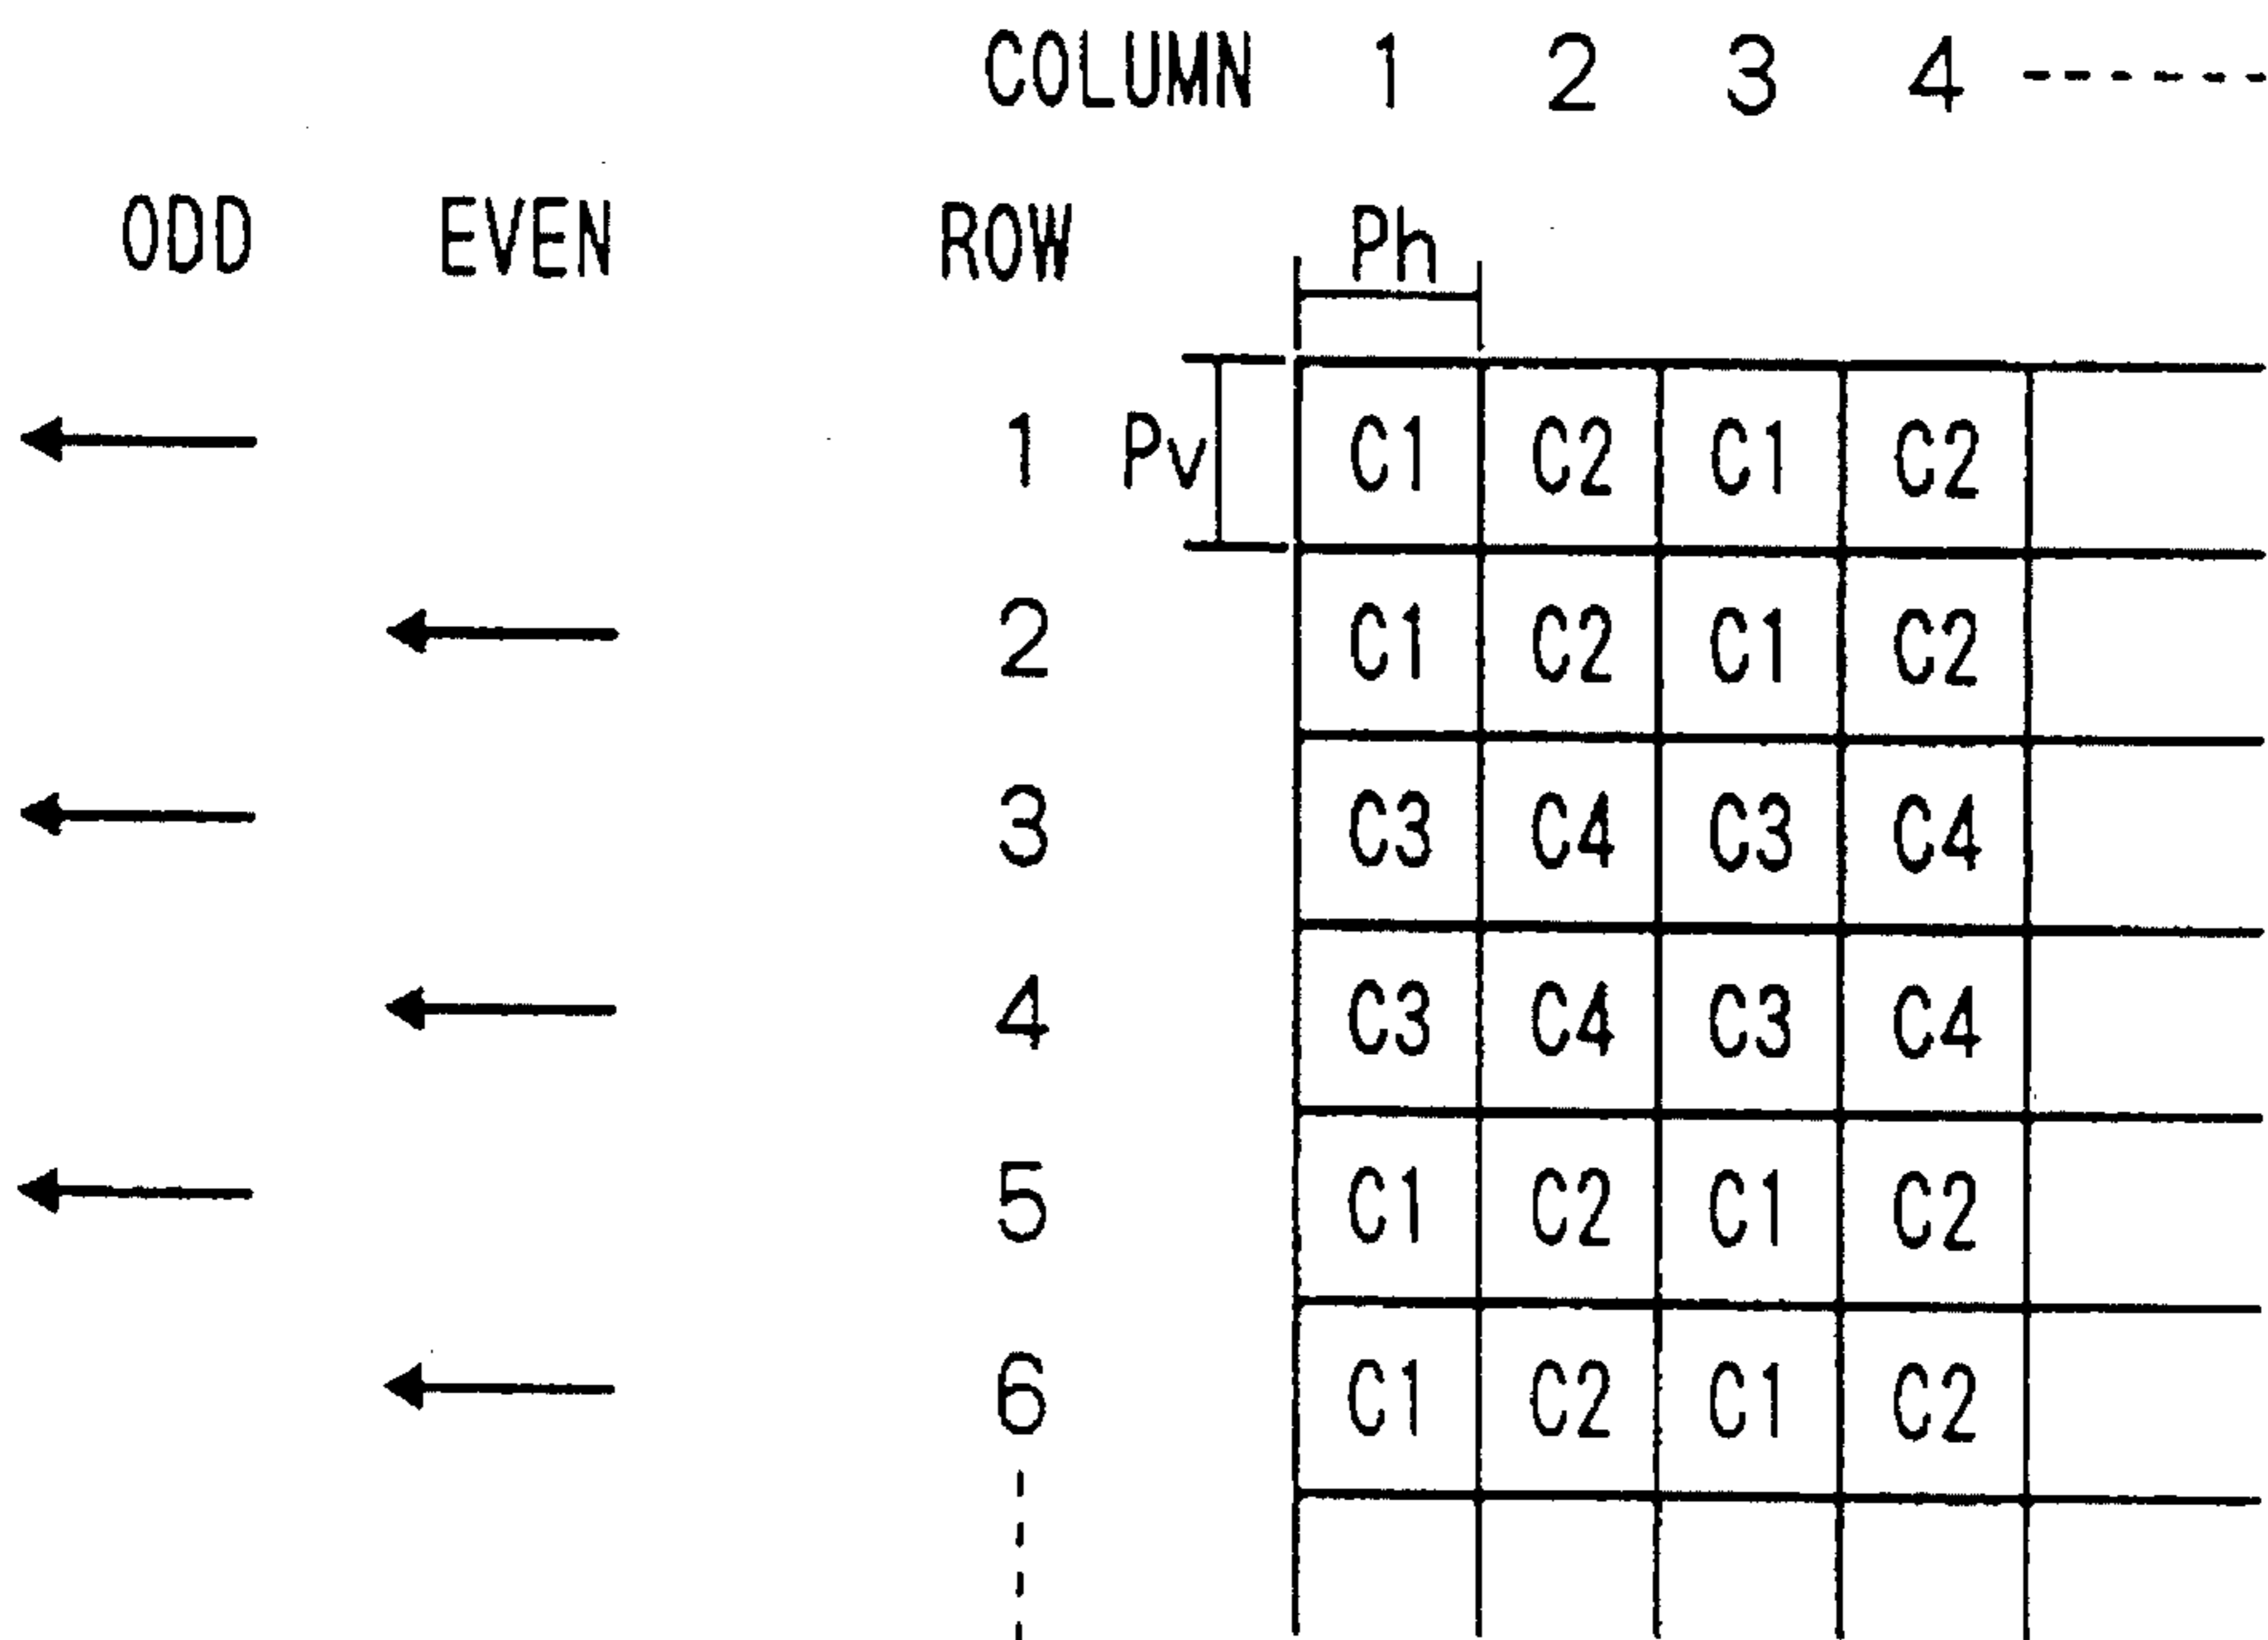 COLUMN 1 2 3 4
ODD EVEN ROW Ph
1 Pv C1 C2 C1 C2
2 C1 C2 C1 C2
3 C3 C4 C3 C4
4 C3 C4 C3 C4
5 C1 C2 C1 C2
6 C1 C2 C1 C2